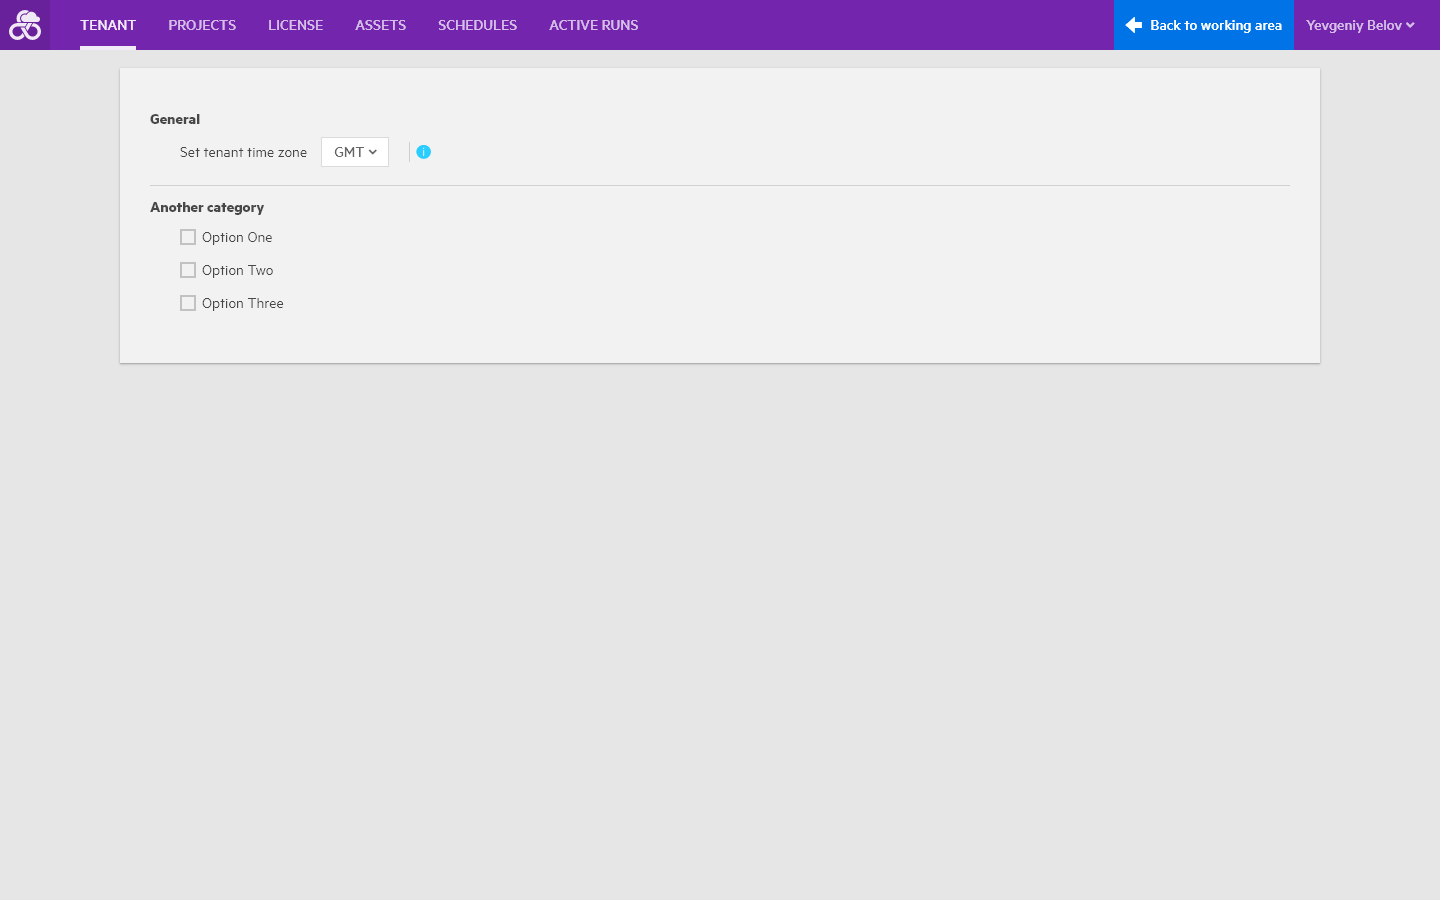 TENANT PROJECTS LICENSE ASSETS SCHEDULES ACTIVE RUNS Back to working area Yevgeniy Belov
General
Set tenant time zone GMT i
Another category
Option One
Option Two
Option Three